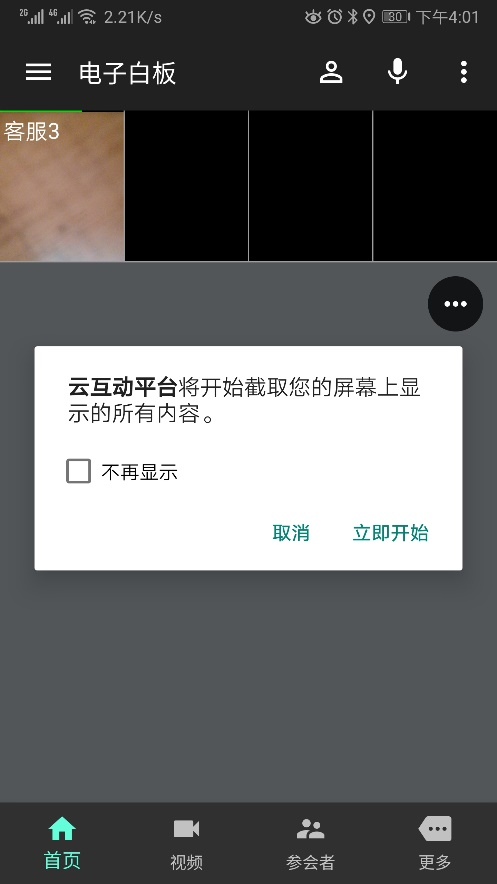 2G 4G 2.21K/s 80 下午4:01
电子白板
客服3
云互动平台将开始截取您的屏幕上显
示的所有内容。
不再显示
取消 立即开始
首页 视频 参会者 更多